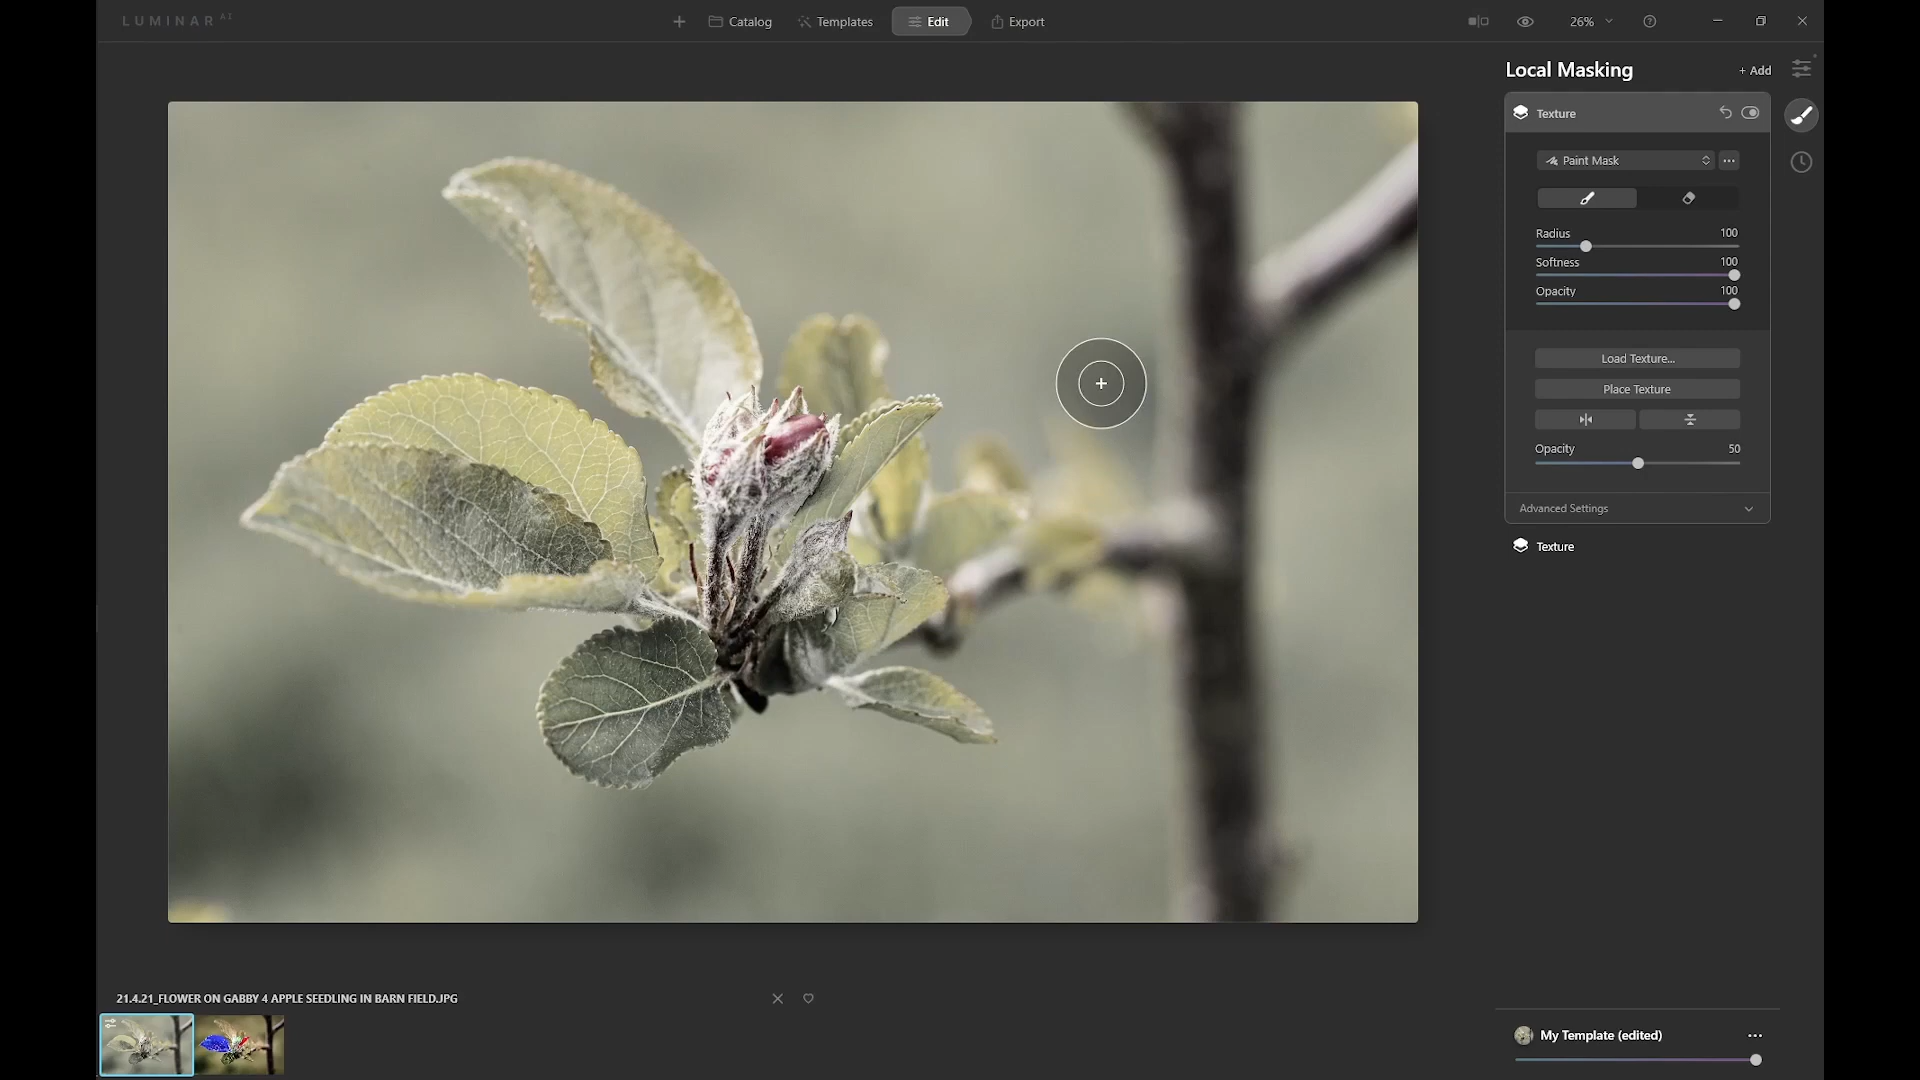 LUMINAR AI
Catalog
Templates
Edit
Export
26%
Local Masking
+ Add
Texture
Paint Mask
Radius 100
Softness 100
Opacity 100
Load Texture...
Place Texture
Opacity 50
Advanced Settings
Texture
21.4.21_FLOWER ON GABBY 4 APPLE SEEDLING IN BARN FIELD.JPG
My Template (edited)